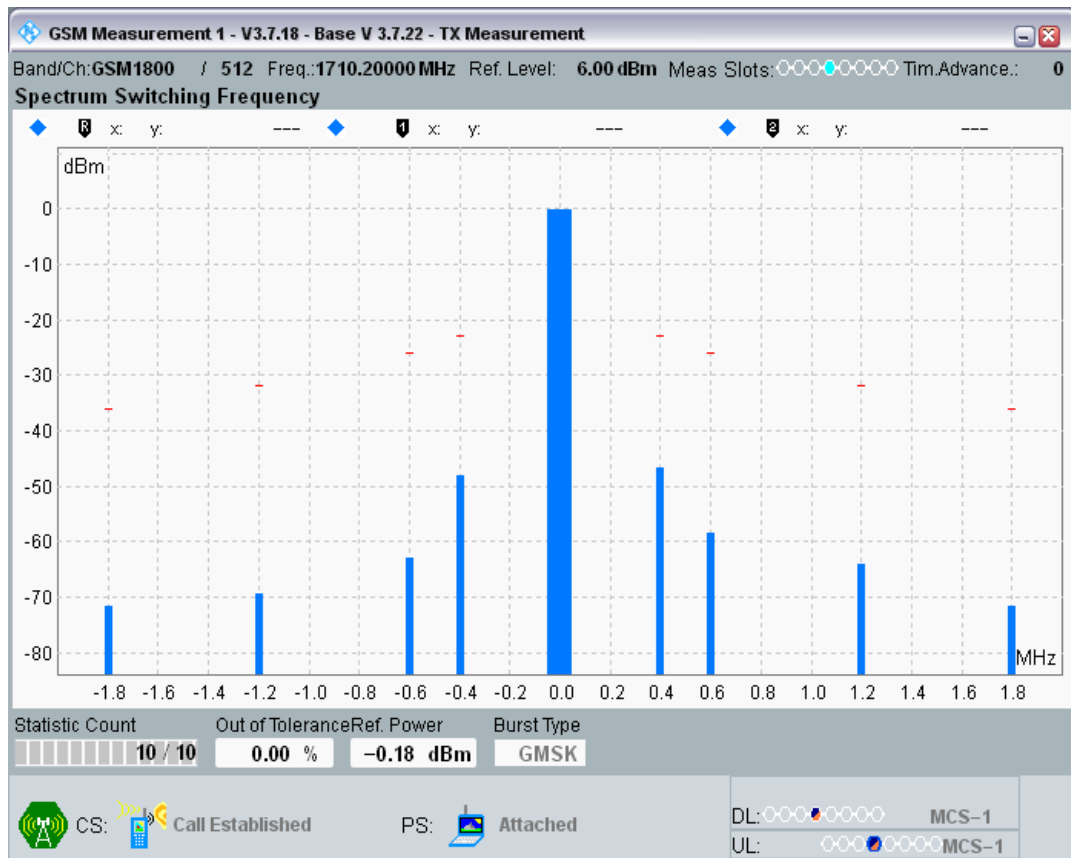 GSM Measurement 1 - V3.7.18 - Base V 3.7.22 - TX Measurement
Band/Ch:GSM1800 / 512 Freq.:1710.20000 MHz Ref. Level: 6.00 dBm Meas Slots: Tim.Advance.: 0
Spectrum Switching Frequency
R x: y: --- 1 x: y: --- 2 x: y: ---
dBm
0
-10
-20
-30
-40
-50
-60
-70
-80
MHz
-1.8 -1.6 -1.4 -1.2 -1.0 -0.8 -0.6 -0.4 -0.2 0.0 0.2 0.4 0.6 0.8 1.0 1.2 1.4 1.6 1.8
Statistic Count Out of Tolerance Ref. Power Burst Type
10 / 10 0.00 % −0.18 dBm GMSK
CS: Call Established PS: Attached
DL: MCS−1
UL: MCS−1